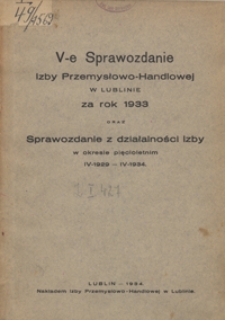 V-e Sprawozdanie
Izby Przemysłowo-Handlowej
W LUBLINIE
za rok 1933
ORAZ
Sprawozdanie z działalności Izby
w okresie pięcioletnim
IV-1929 — IV-1934.
LUBLIN — 1934.
Nakładem Izby Przemysłowo-Handlowej w Lublinie.